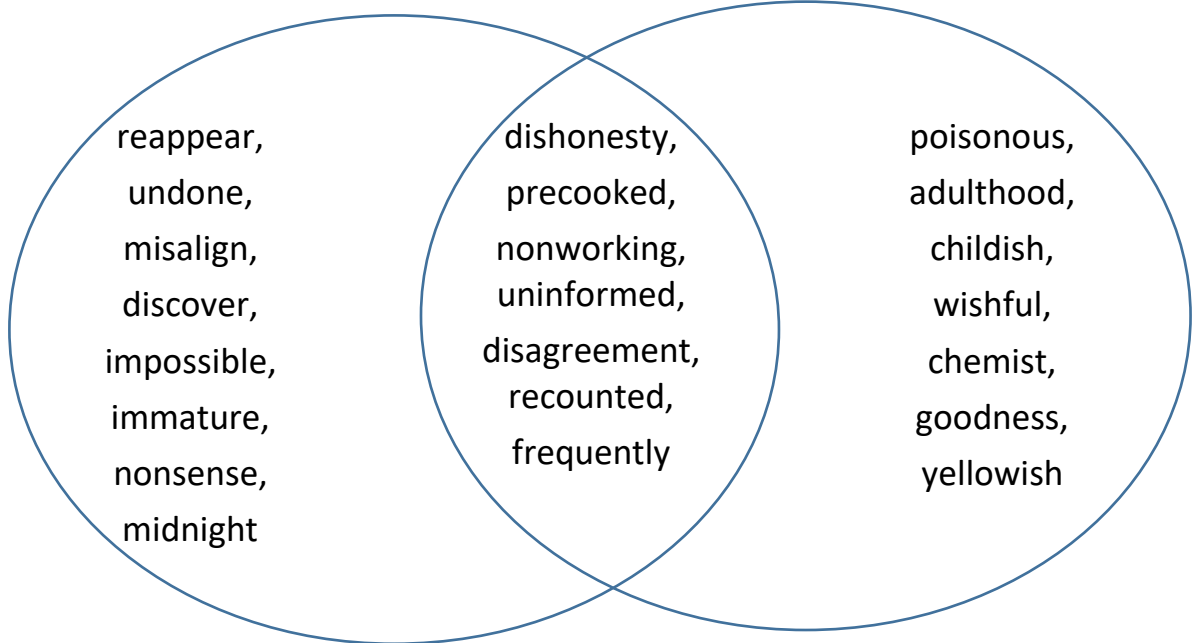 reappear,
undone,
misalign,
discover,
impossible,
immature,
nonsense,
midnight
dishonesty,
precooked,
nonworking,
uninformed,
disagreement,
recounted,
frequently
poisonous,
adulthood,
childish,
wishful,
chemist,
goodness,
yellowish